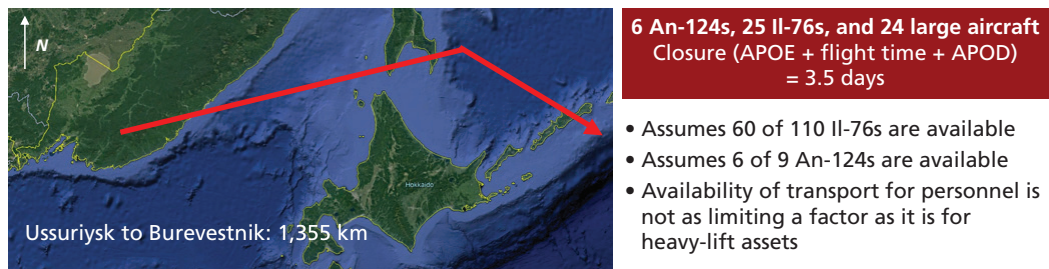 N
Hokkaido
Ussuriysk to Burevestnik: 1,355 km
6 An-124s, 25 Il-76s, and 24 large aircraft
Closure (APOE + flight time + APOD)
= 3.5 days
• Assumes 60 of 110 Il-76s are available
• Assumes 6 of 9 An-124s are available
• Availability of transport for personnel is
not as limiting a factor as it is for
heavy-lift assets